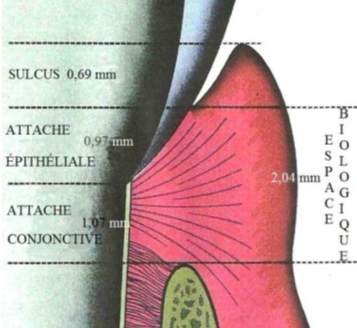 SULCUS 0,69 mm
ATTACHE
0,97 mm
ÉPITHÉLIALE
2,04 mm
ATTACHE
1,07 mm
CONJONCTIVE
ESPACE
BIOLOGIQUE